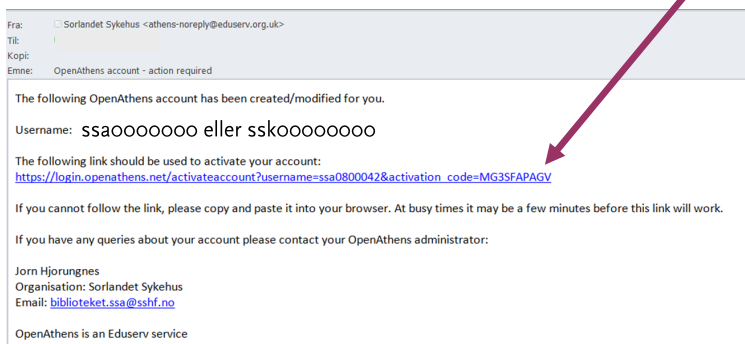 Fra: Sorlandet Sykehus <athens-noreply@eduserv.org.uk>
Til:
Kopi:
Emne: OpenAthens account - action required
The following OpenAthens account has been created/modified for you.
Username: ssa0000000 eller ssk00000000
The following link should be used to activate your account:
https://login.openathens.net/activateaccount?username=ssa0800042&activation_code=MG3SFAPAGV
If you cannot follow the link, please copy and paste it into your browser. At busy times it may be a few minutes before this link will work.
If you have any queries about your account please contact your OpenAthens administrator:
Jorn Hjorungnes
Organisation: Sorlandet Sykehus
Email: biblioteket.ssa@sshf.no
OpenAthens is an Eduserv service